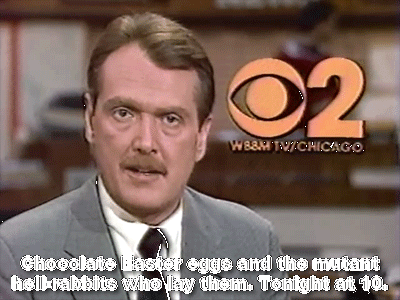 2
WBBM TV/CHICAGO
Chocolate Easter eggs and the mutant
hell-rabbits who lay them. Tonight at 10.